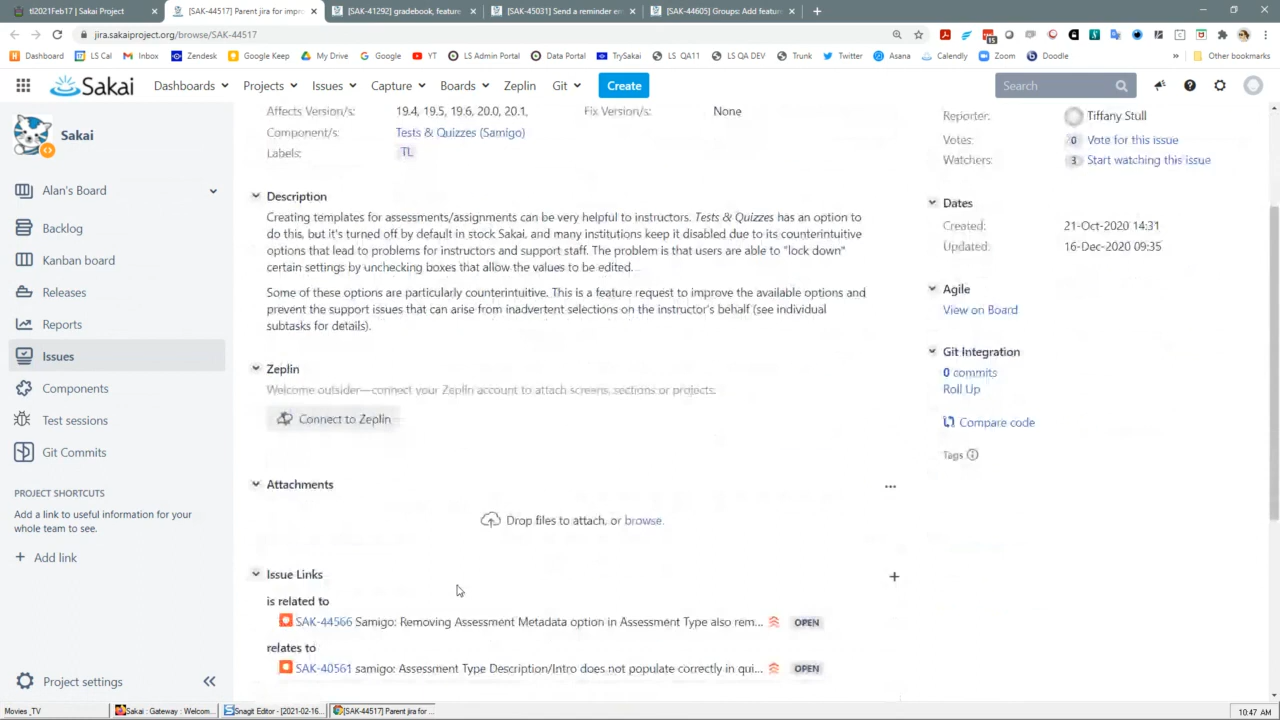 tl2021Feb17 | Sakai Project
[SAK-44517] Parent jira for impro
[SAK-41292] gradebook, feature
[SAK-45031] Send a reminder em
[SAK-44605] Groups: Add feature
jira.sakaiproject.org/browse/SAK-44517
15
Dashboard LS Cal Inbox Zendesk Google Keep My Drive Google YT LS Admin Portal Data Portal TrySakai LS QA11 LS QA DEV Trunk Twitter Asana Calendly Zoom Doodle » Other bookmarks
Sakai Dashboards Projects Issues Capture Boards Zeplin Git Create Search
Sakai
Alan's Board
Backlog
Kanban board
Releases
Reports
Issues
Components
Test sessions
Git Commits
PROJECT SHORTCUTS
Add a link to useful information for your
whole team to see.
+ Add link
Project settings
Affects Version/s: 19.4, 19.5, 19.6, 20.0, 20.1, Fix Version/s: None
Component/s: Tests & Quizzes (Samigo)
Labels: TL
Description
Creating templates for assessments/assignments can be very helpful to instructors. Tests & Quizzes has an option to
do this, but it's turned off by default in stock Sakai, and many institutions keep it disabled due to its counterintuitive
options that lead to problems for instructors and support staff. The problem is that users are able to "lock down"
certain settings by unchecking boxes that allow the values to be edited.
Some of these options are particularly counterintuitive. This is a feature request to improve the available options and
prevent the support issues that can arise from inadvertent selections on the instructor's behalf (see individual
subtasks for details).
Zeplin
Welcome outsider—connect your Zeplin account to attach screens, sections or projects.
Connect to Zeplin
Attachments
Drop files to attach, or browse.
Issue Links
is related to
SAK-44566 Samigo: Removing Assessment Metadata option in Assessment Type also rem... OPEN
relates to
SAK-40561 samigo: Assessment Type Description/Intro does not populate correctly in qui... OPEN
Reporter: Tiffany Stull
Votes: 0 Vote for this issue
Watchers: 3 Start watching this issue
Dates
Created: 21-Oct-2020 14:31
Updated: 16-Dec-2020 09:35
Agile
View on Board
Git Integration
0 commits
Roll Up
Compare code
Tags
Movies _TV
Sakai : Gateway : Welcom...
Snagit Editor - [2021-02-16...
[SAK-44517] Parent jira for ...
10:47 AM